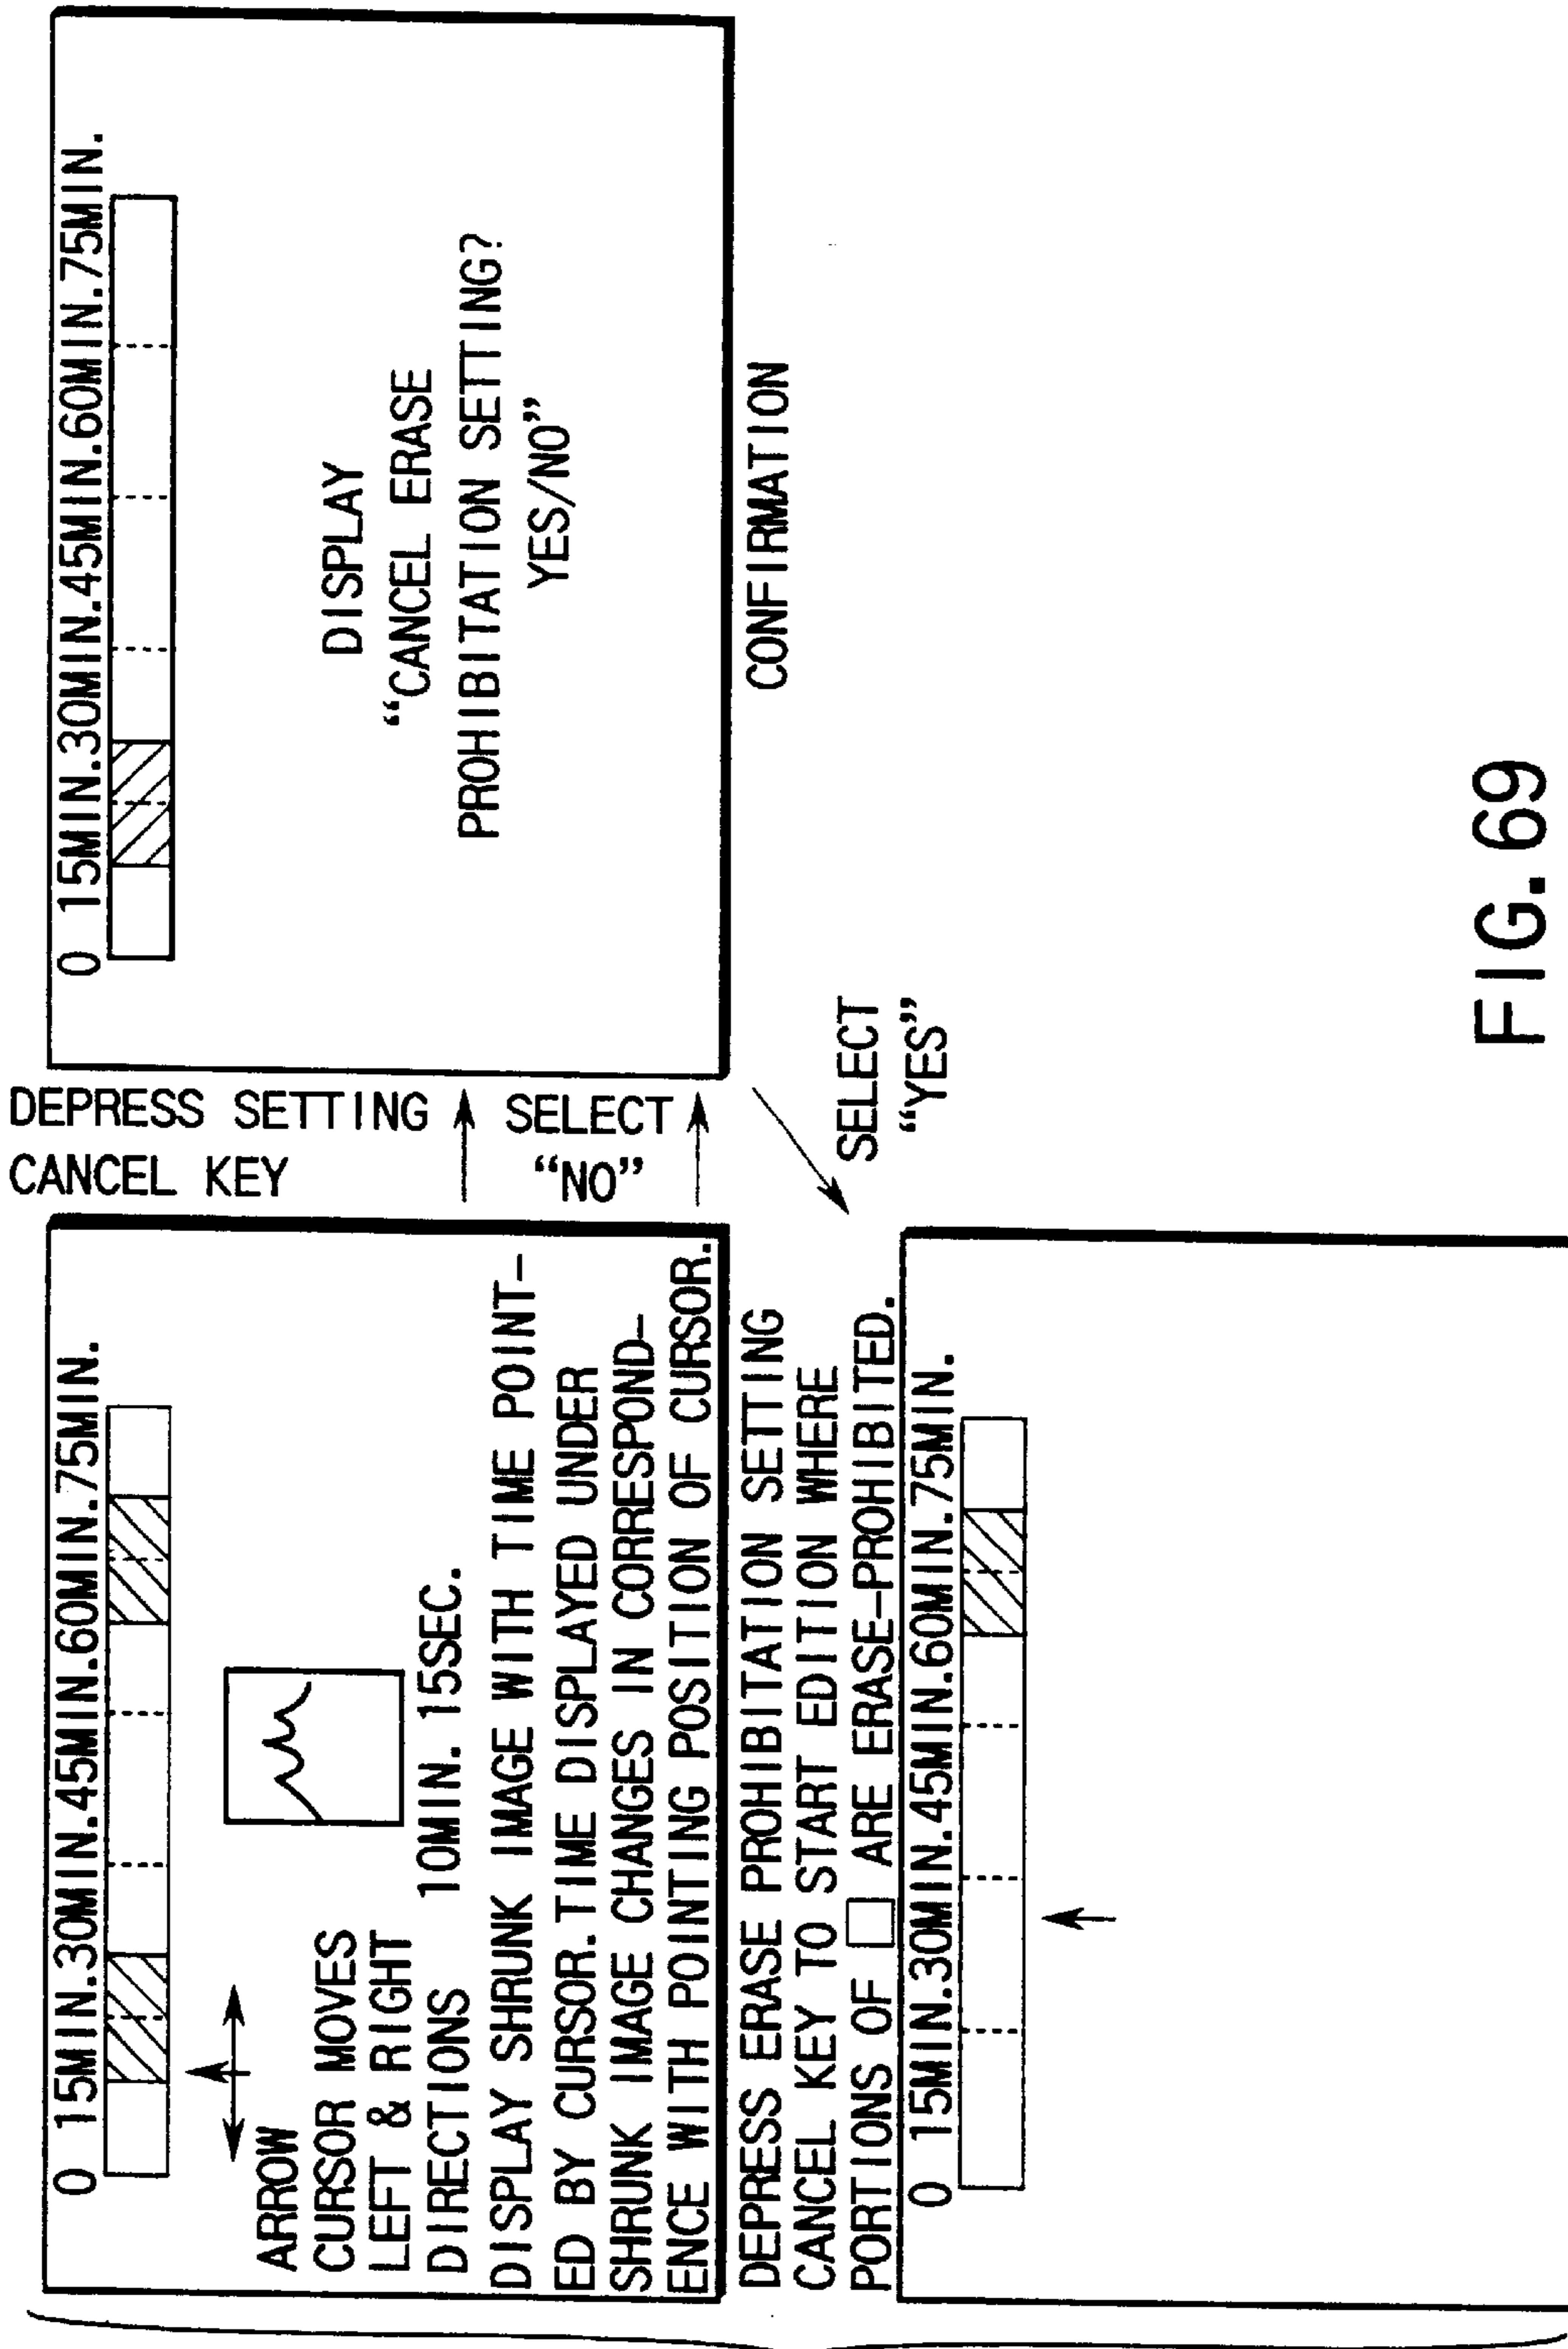 0 15MIN.30MIN.45MIN.60MIN.75MIN.
ARROW
CURSOR MOVES
LEFT & RIGHT
DIRECTIONS
10MIN. 15SEC.
DISPLAY SHRUNK IMAGE WITH TIME POINT-
ED BY CURSOR.TIME DISPLAYED UNDER
SHRUNK IMAGE CHANGES IN CORRESPOND-
ENCE WITH POINTING POSITION OF CURSOR.
DEPRESS SETTING
CANCEL KEY
SELECT
“NO”
0 15MIN.30MIN.45MIN.60MIN.75MIN.
DISPLAY
“CANCEL ERASE
PROHIBITATION SETTING?
YES/NO”
CONFIRMATION
SELECT
“YES”
DEPRESS ERASE PROHIBITATION SETTING
CANCEL KEY TO START EDITION WHERE
PORTIONS OF ARE ERASE-PROHIBITED.
0 15MIN.30MIN.45MIN.60MIN.75MIN.
FIG. 69